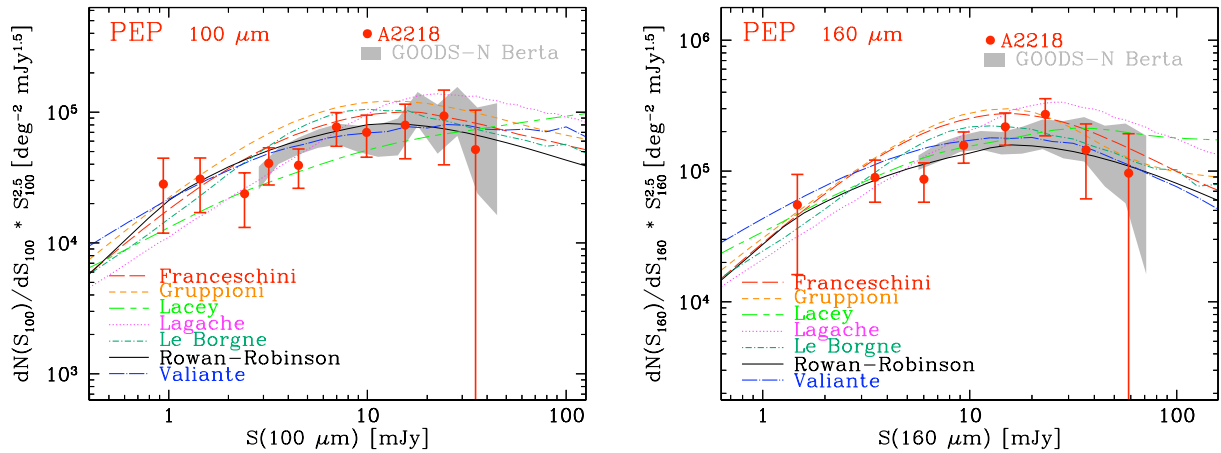 PEP 100 μm
A2218
GOODS-N Berta
dN(S100)/dS100 * S100^2.5 [deg^-2 mJy^1.5]
10^5
10^4
10^3
Franceschini
Gruppioni
Lacey
Lagache
Le Borgne
Rowan-Robinson
Valiante
1 10 100
S(100 μm) [mJy]
PEP 160 μm
A2218
GOODS-N Berta
dN(S160)/dS160 * S160^2.5 [deg^-2 mJy^1.5]
10^6
10^5
10^4
Franceschini
Gruppioni
Lacey
Lagache
Le Borgne
Rowan-Robinson
Valiante
1 10 100
S(160 μm) [mJy]